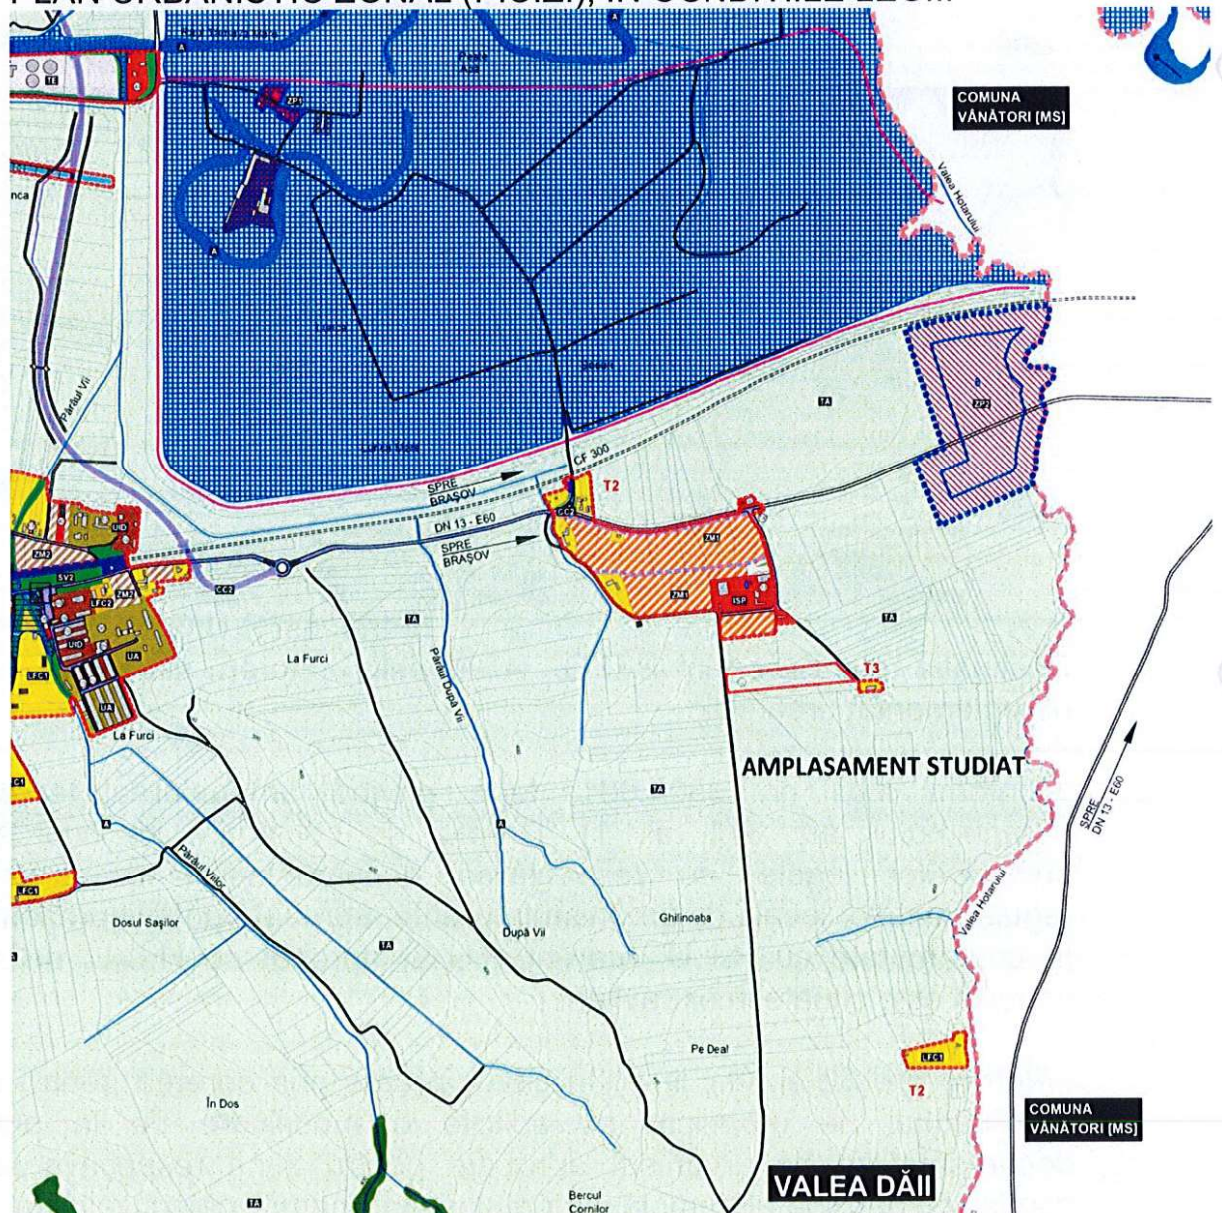 PLAN URBANISTIC ZONAL (P.U.Z.), ÎN CONDIȚIILE LEGII
TE
ZP1
A
COMUNA
VÂNĂTORI [MS]
Valea Hotarului
A
Pârâul Vii
TA
ZP2
CF 300
SPRE
BRAȘOV
T2
CC2
DN 13 - E60
SPRE
BRAȘOV
ZM1
UID
ZM2
SV2
LFC2
ZM2
CC2
ZM1
ISP
TA
TA
UID
UA
La Furci
Pârâul După Vii
T3
LFC1
UA
La Furci
AMPLASAMENT STUDIAT
TA
SPRE
DN 13 - E60
A
A
Pârâul Viilor
LFC1
Valea Hotarului
Dosul Sașilor
Ghilinoaba
După Vii
TA
Pe Deal
LFC1
T2
În Dos
COMUNA
VÂNĂTORI [MS]
VALEA DĂII
TA
Bercul
Cornilor